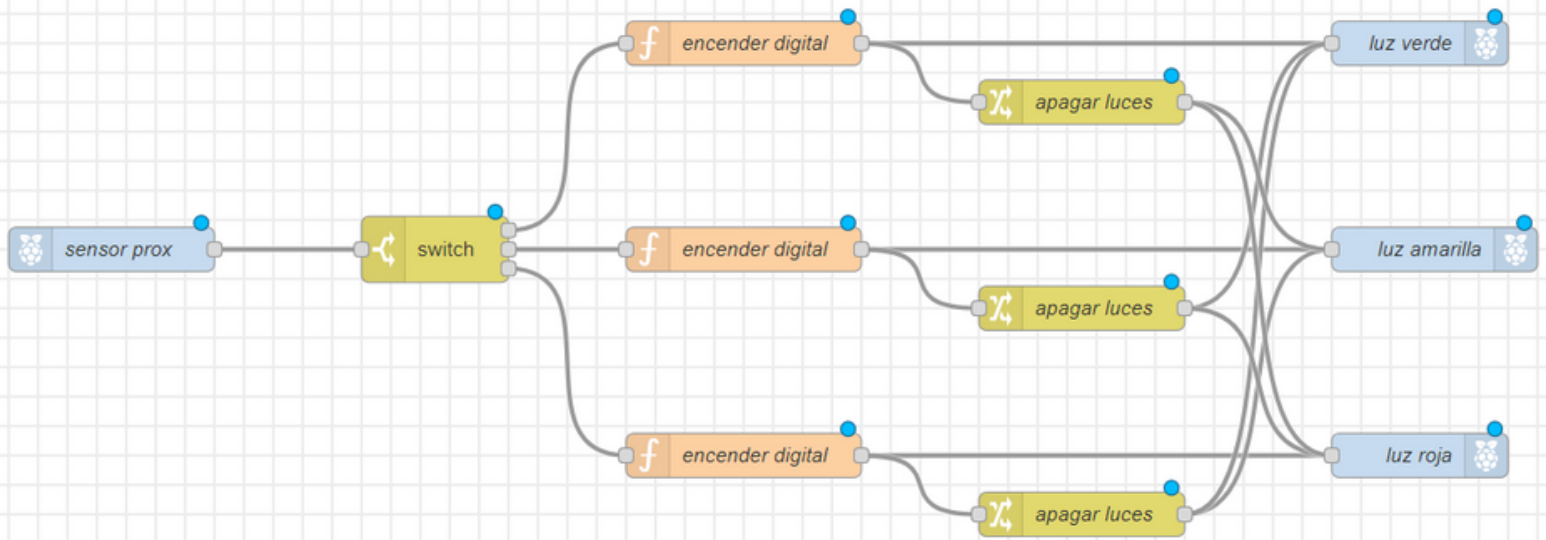 encender digital
luz verde
apagar luces
sensor prox
switch
encender digital
luz amarilla
apagar luces
encender digital
luz roja
apagar luces